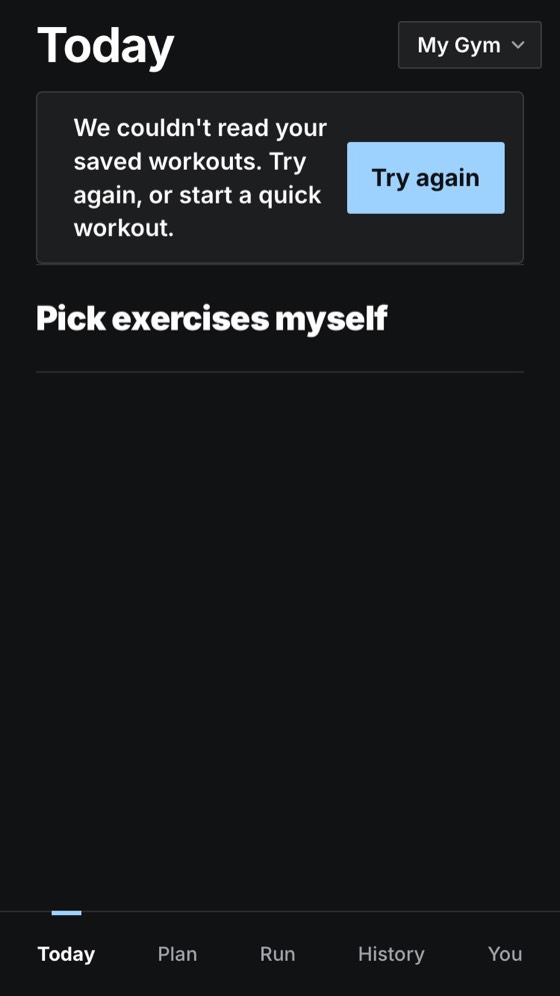 Today
My Gym
We couldn't read your
saved workouts. Try
again, or start a quick
workout.
Try again
Pick exercises myself
Today
Plan
Run
History
You